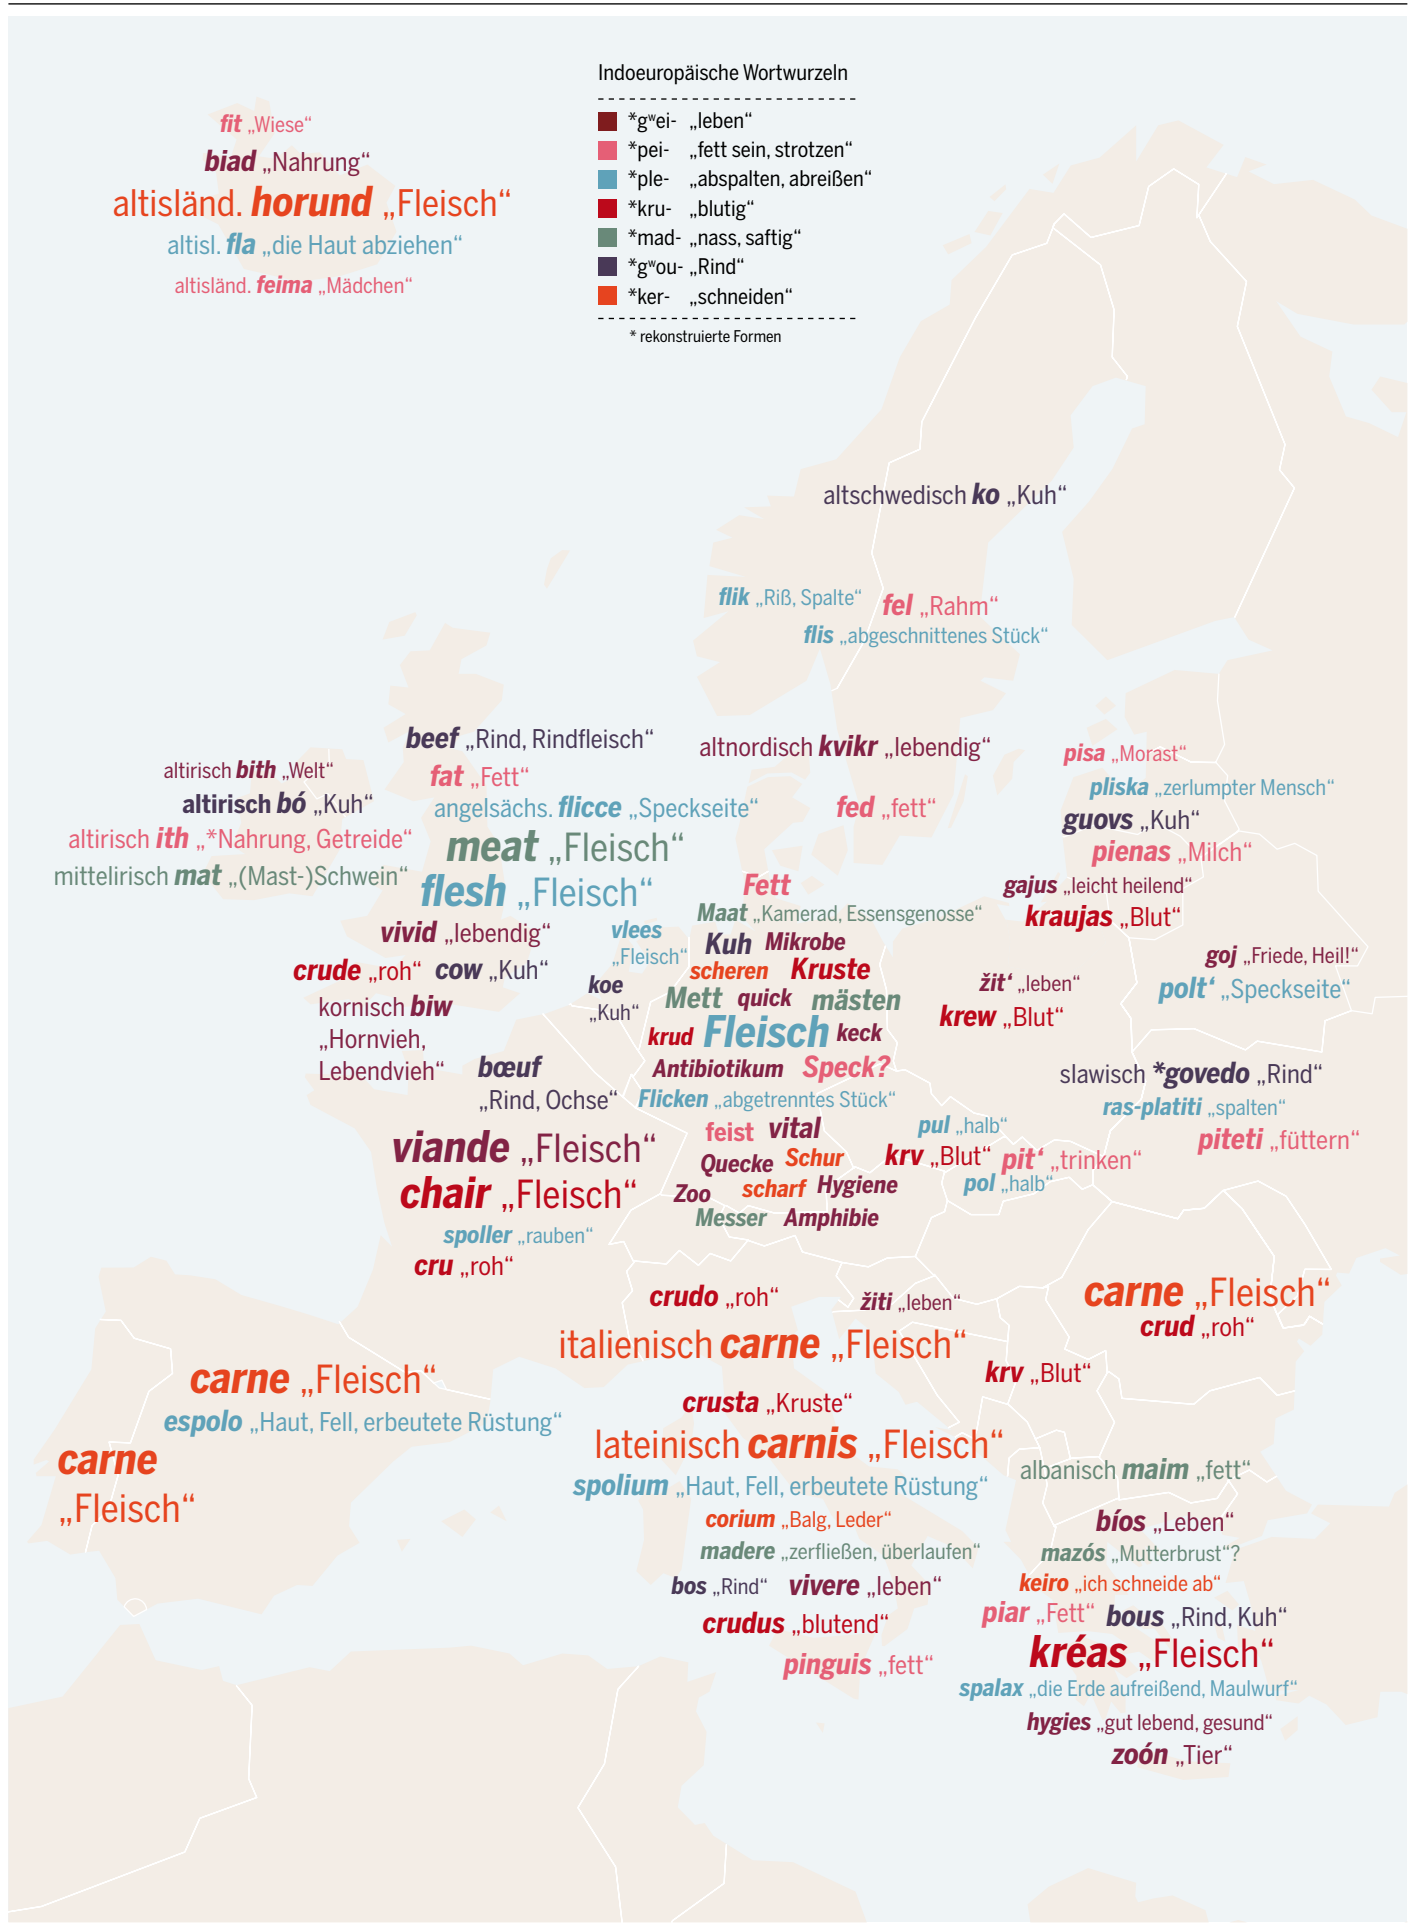 Indoeuropäische Wortwurzeln
*gʷei- „leben“
*pei- „fett sein, strotzen“
*ple- „abspalten, abreißen“
*kru- „blutig“
*mad- „nass, saftig“
*gʷou- „Rind“
*ker- „schneiden“
* rekonstruierte Formen
fit „Wiese“
biad „Nahrung“
altisländ. horund „Fleisch“
altisl. fla „die Haut abziehen“
altisländ. feima „Mädchen“
altschwedisch ko „Kuh“
flik „Riß, Spalte“
fel „Rahm“
flis „abgeschnittenes Stück“
beef „Rind, Rindfleisch“
altnordisch kvikr „lebendig“
pisa „Morast“
altirisch bith „Welt“
fat „Fett“
pliska „zerlumpter Mensch“
altirisch bó „Kuh“
angelsächs. flicce „Speckseite“
fed „fett“
guovs „Kuh“
altirisch ith „*Nahrung, Getreide“
meat „Fleisch“
pienas „Milch“
mittelirisch mat „(Mast-)Schwein“
flesh „Fleisch“
Fett
gajus „leicht heilend“
Maat „Kamerad, Essensgenosse“
kraujas „Blut“
vivid „lebendig“
vlees
„Fleisch“
Kuh Mikrobe
goj „Friede, Heil!“
crude „roh“ cow „Kuh“
scheren Kruste
koe
„Kuh“
žit‘ „leben“
polt‘ „Speckseite“
kornisch biw
„Hornvieh,
Lebendvieh“
Mett quick mästen
krew „Blut“
krud Fleisch keck
bœuf
„Rind, Ochse“
Antibiotikum Speck?
slawisch *govedo „Rind“
Flicken „abgetrenntes Stück“
ras-platiti „spalten“
viande „Fleisch“
feist vital
pul „halb“
piteti „füttern“
Quecke Schur
krv „Blut“ pit‘ „trinken“
chair „Fleisch“
Zoo scharf Hygiene
pol „halb“
Messer Amphibie
spoller „rauben“
cru „roh“
crudo „roh“
žiti „leben“
carne „Fleisch“
crud „roh“
italienisch carne „Fleisch“
carne „Fleisch“
krv „Blut“
crusta „Kruste“
espolo „Haut, Fell, erbeutete Rüstung“
lateinisch carnis „Fleisch“
carne
„Fleisch“
albanisch maim „fett“
spolium „Haut, Fell, erbeutete Rüstung“
corium „Balg, Leder“
bíos „Leben“
madere „zerfließen, überlaufen“
mazós „Mutterbrust“?
bos „Rind“ vivere „leben“
keiro „ich schneide ab“
crudus „blutend“
piar „Fett“ bous „Rind, Kuh“
pinguis „fett“
kréas „Fleisch“
spalax „die Erde aufreißend, Maulwurf“
hygies „gut lebend, gesund“
zoón „Tier“